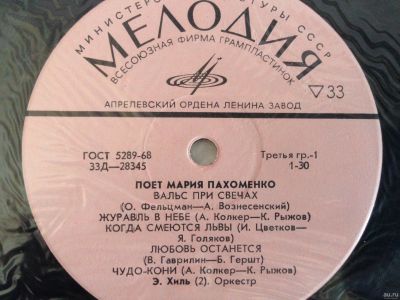 МИНИСТЕРСТВО КУЛЬТУРЫ СССР
МЕЛОДИЯ
ВСЕСОЮЗНАЯ ФИРМА ГРАМПЛАСТИНОК
АПРЕЛЕВСКИЙ ОРДЕНА ЛЕНИНА ЗАВОД
33
ГОСТ 5289-68
Третья гр.-1
33Д-28345
1-30
ПОЕТ МАРИЯ ПАХОМЕНКО
ВАЛЬС ПРИ СВЕЧАХ
(О. Фельцман—А. Вознесенский)
ЖУРАВЛЬ В НЕБЕ (А. Колкер—К. Рыжов)
КОГДА СМЕЮТСЯ ЛЬВЫ (И. Цветков—
Я. Голяков)
ЛЮБОВЬ ОСТАНЕТСЯ
(В. Гаврилин—Б. Гершт)
ЧУДО-КОНИ (А. Колкер—К. Рыжов)
Э. Хиль (2). Оркестр
au.ru